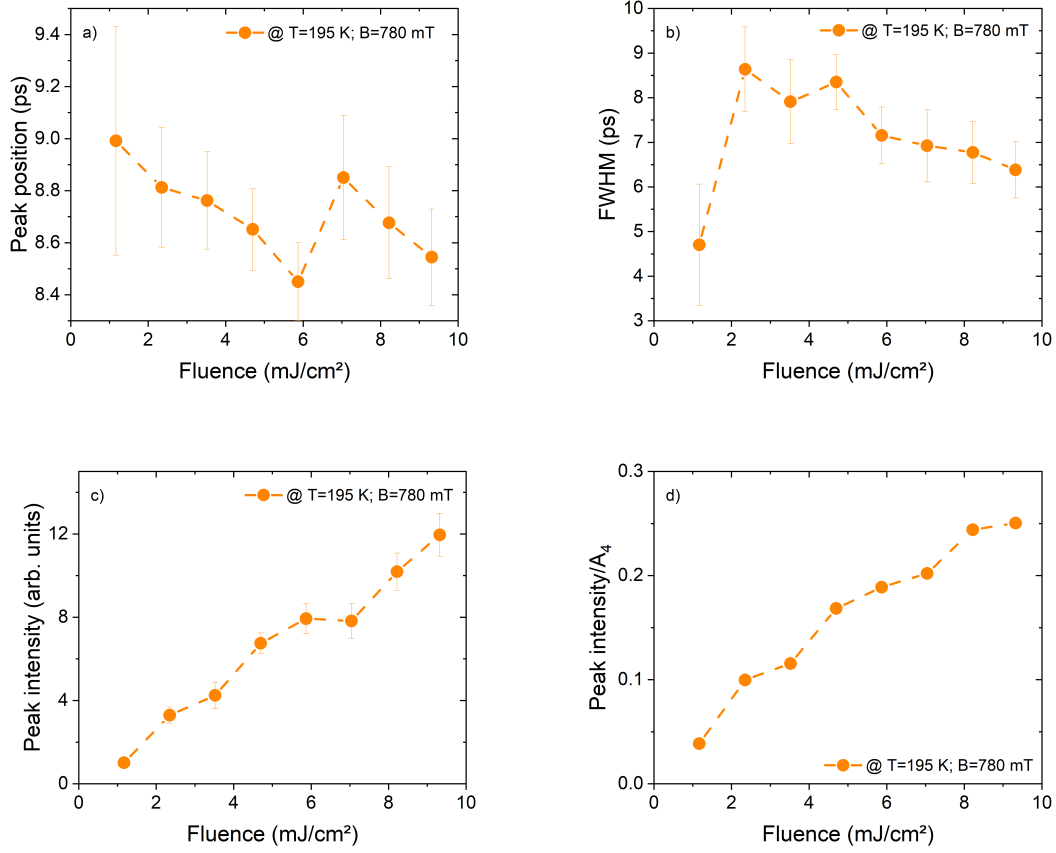 a)
@ T=195 K; B=780 mT
9.4
9.2
9.0
8.8
8.6
8.4
0 2 4 6 8 10
Peak position (ps)
Fluence (mJ/cm²)
b)
@ T=195 K; B=780 mT
10
9
8
7
6
5
4
3
0 2 4 6 8 10
FWHM (ps)
Fluence (mJ/cm²)
c)
@ T=195 K; B=780 mT
12
8
4
0
0 2 4 6 8 10
Peak intensity (arb. units)
Fluence (mJ/cm²)
d)
0.3
0.2
0.1
0.0
@ T=195 K; B=780 mT
0 2 4 6 8 10
Peak intensity/A₄
Fluence (mJ/cm²)